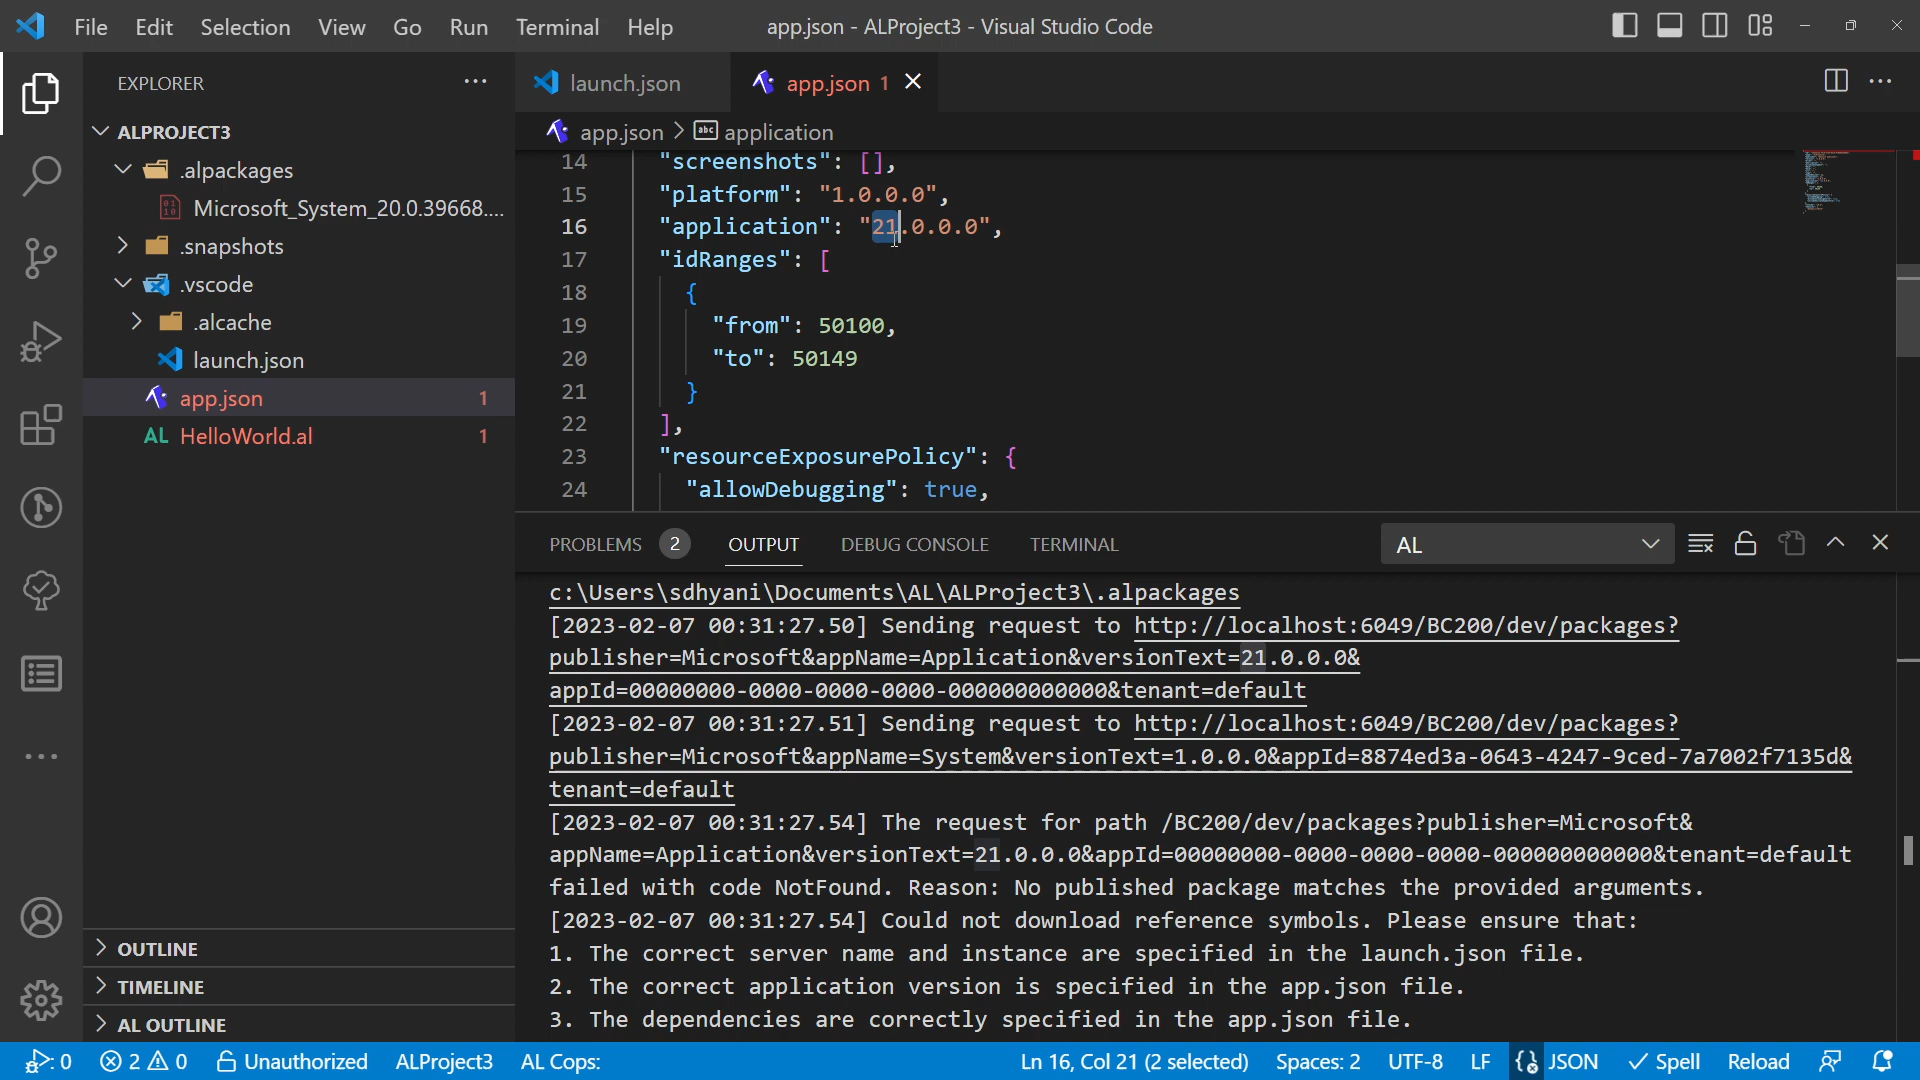 File Edit Selection View Go Run Terminal Help app.json - ALProject3 - Visual Studio Code
EXPLORER
ALPROJECT3
.alpackages
Microsoft_System_20.0.39668....
.snapshots
.vscode
.alcache
launch.json
app.json 1
AL HelloWorld.al 1
OUTLINE
TIMELINE
AL OUTLINE
launch.json app.json 1
app.json > abc application
14 "screenshots": [],
15 "platform": "1.0.0.0",
16 "application": "21.0.0.0",
17 "idRanges": [
18 {
19 "from": 50100,
20 "to": 50149
21 }
22 ],
23 "resourceExposurePolicy": {
24 "allowDebugging": true,
PROBLEMS 2 OUTPUT DEBUG CONSOLE TERMINAL AL
c:\Users\sdhyani\Documents\AL\ALProject3\.alpackages
[2023-02-07 00:31:27.50] Sending request to http://localhost:6049/BC200/dev/packages?
publisher=Microsoft&appName=Application&versionText=21.0.0.0&
appId=00000000-0000-0000-0000-000000000000&tenant=default
[2023-02-07 00:31:27.51] Sending request to http://localhost:6049/BC200/dev/packages?
publisher=Microsoft&appName=System&versionText=1.0.0.0&appId=8874ed3a-0643-4247-9ced-7a7002f7135d&
tenant=default
[2023-02-07 00:31:27.54] The request for path /BC200/dev/packages?publisher=Microsoft&
appName=Application&versionText=21.0.0.0&appId=00000000-0000-0000-0000-000000000000&tenant=default
failed with code NotFound. Reason: No published package matches the provided arguments.
[2023-02-07 00:31:27.54] Could not download reference symbols. Please ensure that:
1. The correct server name and instance are specified in the launch.json file.
2. The correct application version is specified in the app.json file.
3. The dependencies are correctly specified in the app.json file.
: 0 2 0 Unauthorized ALProject3 AL Cops: Ln 16, Col 21 (2 selected) Spaces: 2 UTF-8 LF JSON Spell Reload